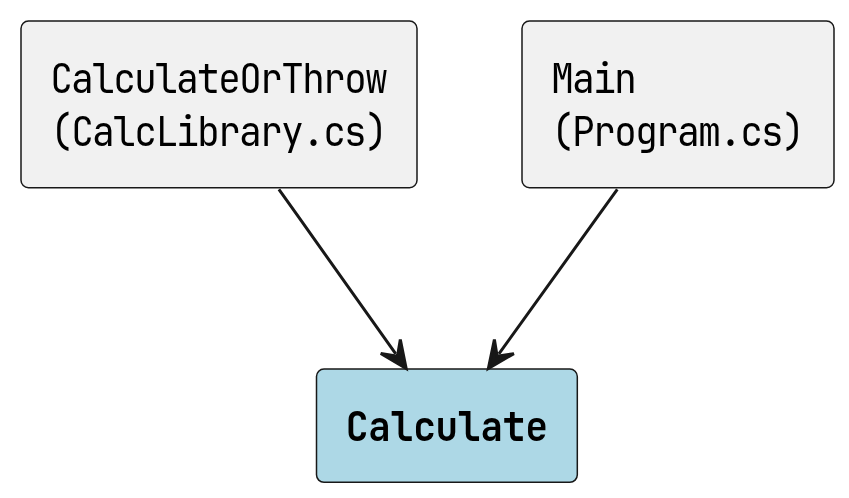 CalculateOrThrow
(CalcLibrary.cs)
Main
(Program.cs)
Calculate